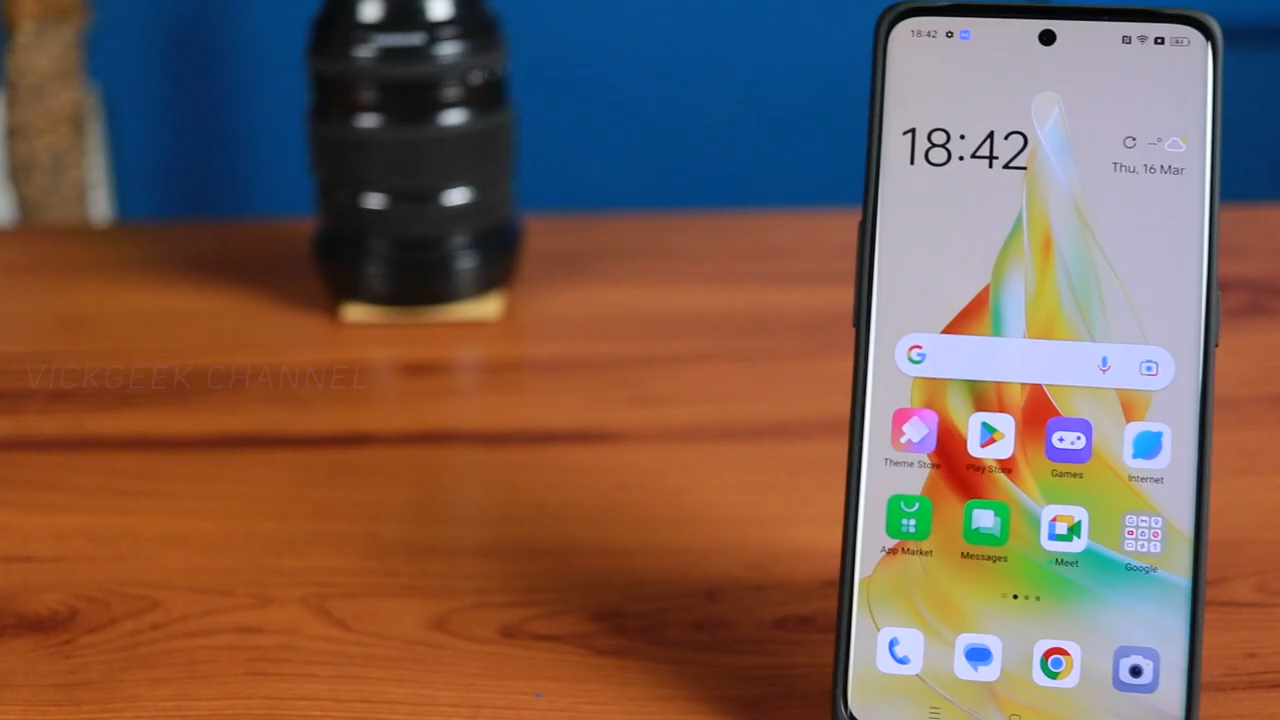 18:42
84
18:42
--°
Thu, 16 Mar
G
VICKGEEK CHANNEL
Theme Store
Play Store
Games
Internet
App Market
Messages
Meet
Google